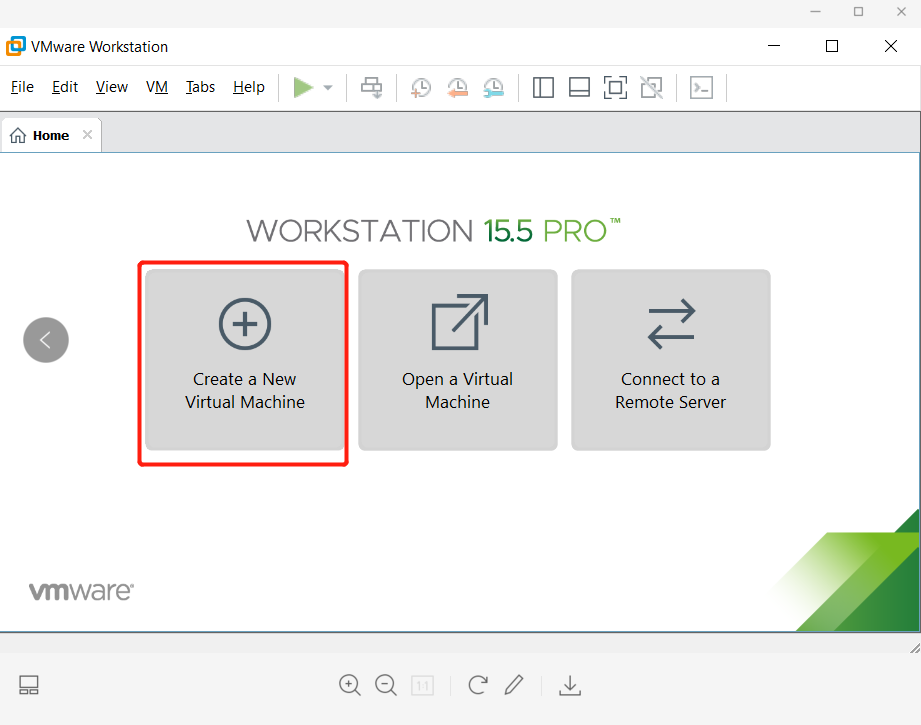 VMware Workstation
File Edit View VM Tabs Help
Home
WORKSTATION 15.5 PRO™
Create a New
Virtual Machine
Open a Virtual
Machine
Connect to a
Remote Server
vmware®
1:1